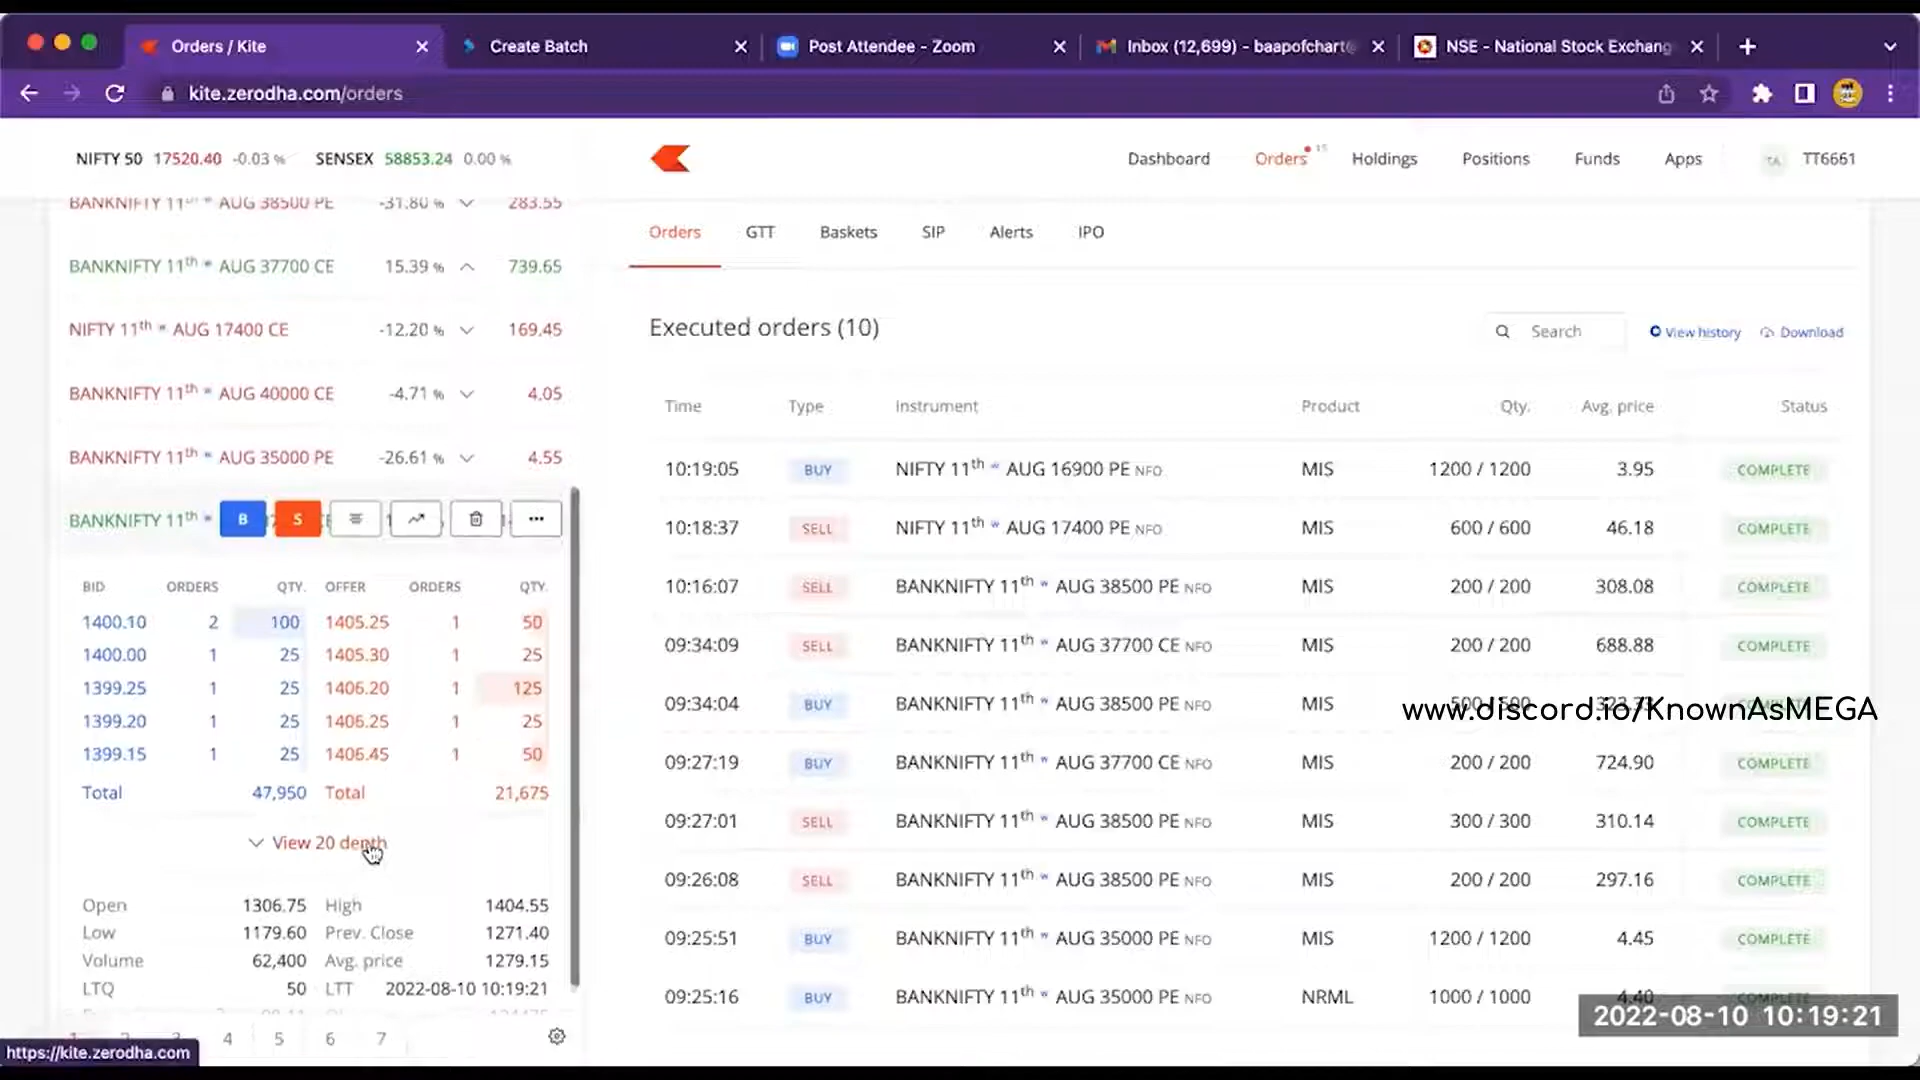 Orders / Kite
Create Batch
Post Attendee - Zoom
Inbox (12,699) - baapofchart@
NSE - National Stock Exchang
kite.zerodha.com/orders
NIFTY 50 17520.40 -0.03 % SENSEX 58853.24 0.00 %
Dashboard Orders 15 Holdings Positions Funds Apps TA TT6661
BANKNIFTY 11th w AUG 38500 PE -31.80 % 283.55
BANKNIFTY 11th w AUG 37700 CE 15.39 % 739.65
NIFTY 11th w AUG 17400 CE -12.20 % 169.45
BANKNIFTY 11th w AUG 40000 CE -4.71 % 4.05
BANKNIFTY 11th w AUG 35000 PE -26.61 % 4.55
BANKNIFTY 11th w B S
BID ORDERS QTY. OFFER ORDERS QTY.
1400.10 2 100 1405.25 1 50
1400.00 1 25 1405.30 1 25
1399.25 1 25 1406.20 1 125
1399.20 1 25 1406.25 1 25
1399.15 1 25 1406.45 1 50
Total 47,950 Total 21,675
View 20 depth
Open 1306.75 High 1404.55
Low 1179.60 Prev. Close 1271.40
Volume 62,400 Avg. price 1279.15
LTQ 50 LTT 2022-08-10 10:19:21
4 5 6 7
https://kite.zerodha.com
Orders GTT Baskets SIP Alerts IPO
Executed orders (10)
Search View history Download
Time Type Instrument Product Qty. Avg. price Status
10:19:05 BUY NIFTY 11th w AUG 16900 PE NFO MIS 1200 / 1200 3.95 COMPLETE
10:18:37 SELL NIFTY 11th w AUG 17400 PE NFO MIS 600 / 600 46.18 COMPLETE
10:16:07 SELL BANKNIFTY 11th w AUG 38500 PE NFO MIS 200 / 200 308.08 COMPLETE
09:34:09 SELL BANKNIFTY 11th w AUG 37700 CE NFO MIS 200 / 200 688.88 COMPLETE
09:34:04 BUY BANKNIFTY 11th w AUG 38500 PE NFO MIS 500 / 500
www.discord.io/KnownAsMEGA
09:27:19 BUY BANKNIFTY 11th w AUG 37700 CE NFO MIS 200 / 200 724.90 COMPLETE
09:27:01 SELL BANKNIFTY 11th w AUG 38500 PE NFO MIS 300 / 300 310.14 COMPLETE
09:26:08 SELL BANKNIFTY 11th w AUG 38500 PE NFO MIS 200 / 200 297.16 COMPLETE
09:25:51 BUY BANKNIFTY 11th w AUG 35000 PE NFO MIS 1200 / 1200 4.45 COMPLETE
09:25:16 BUY BANKNIFTY 11th w AUG 35000 PE NFO NRML 1000 / 1000 4.40 COMPLETE
2022-08-10 10:19:21